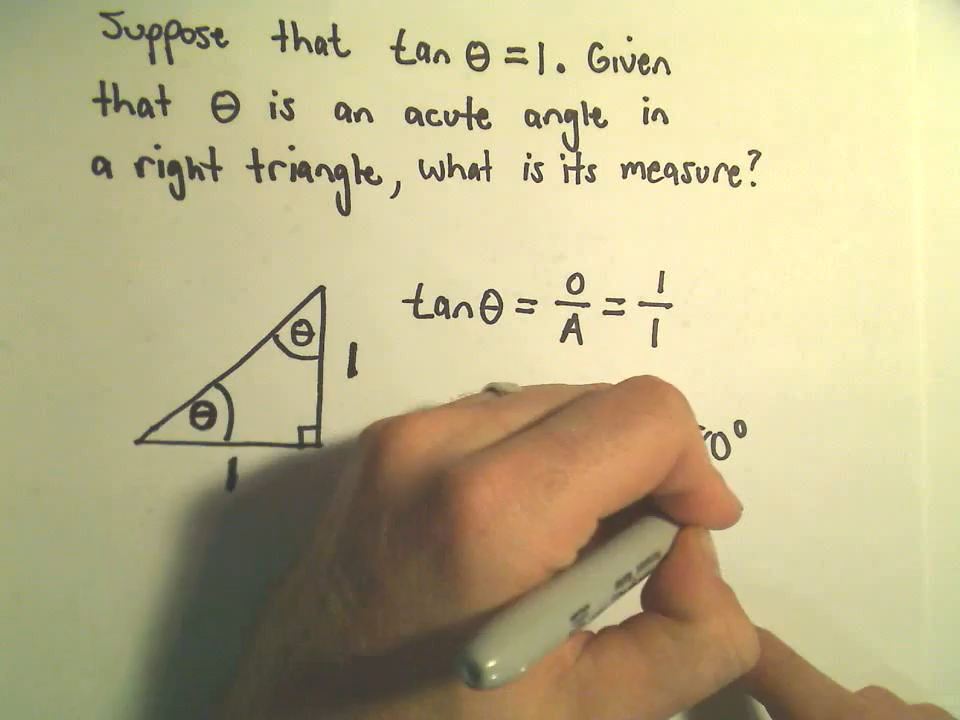 Suppose that tan θ = 1. Given
that θ is an acute angle in
a right triangle, what is its measure?
tan θ = O/A = 1/1
θ
1
θ
1